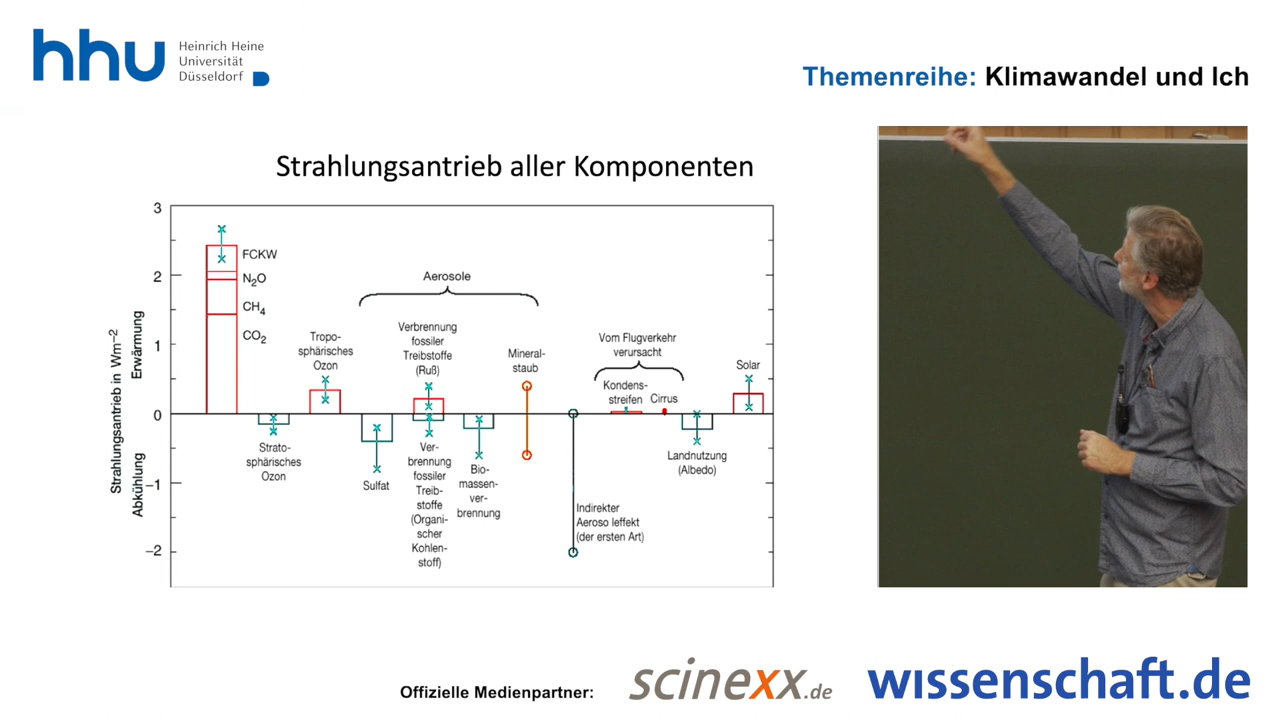 hhu
Heinrich Heine
Universität
Düsseldorf
Themenreihe: Klimawandel und Ich
Strahlungsantrieb aller Komponenten
3
2
1
0
−1
−2
Strahlungsantrieb in Wm−2
Erwärmung
Abkühlung
FCKW
N2O
CH4
CO2
Aerosole
Tropo-
sphärisches
Ozon
Verbrennung
fossiler
Treibstoffe
(Ruß)
Mineral-
staub
Vom Flugverkehr
verursacht
Kondens-
streifen
Cirrus
Solar
Strato-
sphärisches
Ozon
Sulfat
Ver-
brennung
fossiler
Treib-
stoffe
(Organi-
scher
Kohlen-
stoff)
Bio-
massen-
ver-
brennung
Indirekter
Aeroso leffekt
(der ersten Art)
Landnutzung
(Albedo)
Offizielle Medienpartner:
scinexx.de
wissenschaft.de